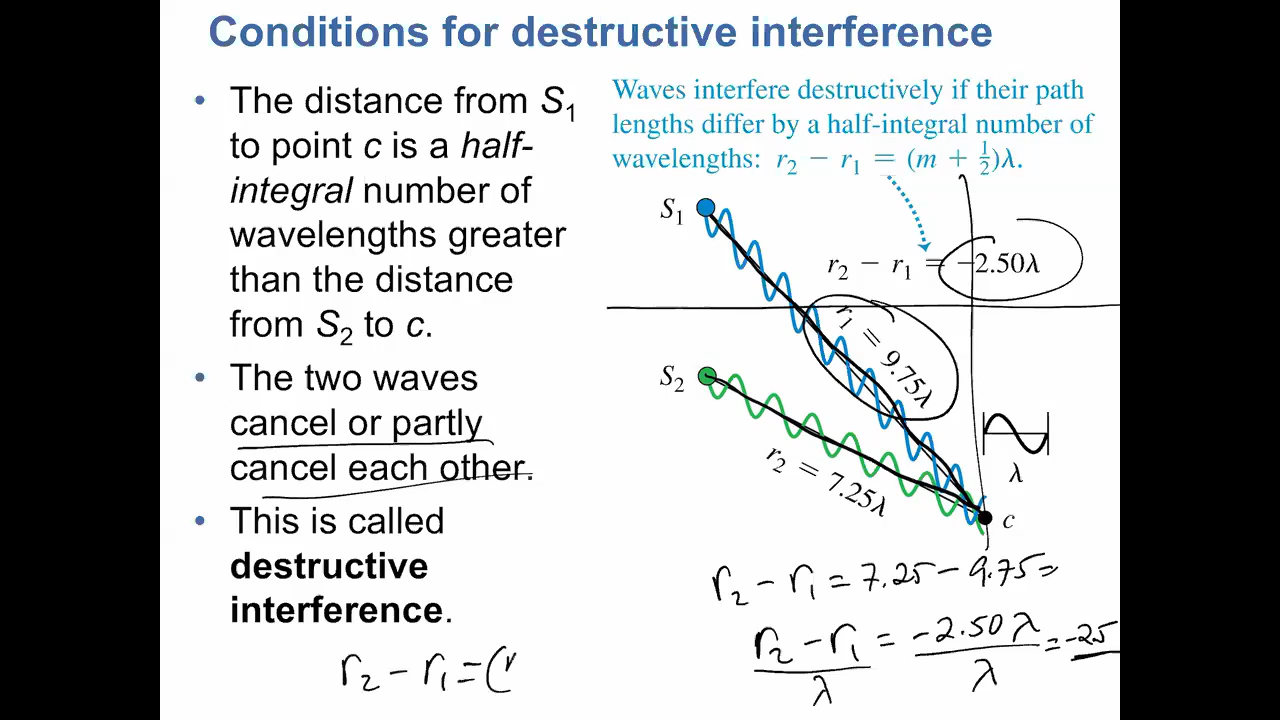 Conditions for destructive interference
• The distance from S₁
to point c is a half-
integral number of
wavelengths greater
than the distance
from S₂ to c.
• The two waves
cancel or partly
cancel each other.
• This is called
destructive
interference.
r₂ − r₁ = (
Waves interfere destructively if their path
lengths differ by a half-integral number of
wavelengths: r₂ − r₁ = (m + ½)λ.
S₁
r₂ − r₁ = −2.50λ
r₁ = 9.75λ
S₂
r₂ = 7.25λ
λ
c
r₂ − r₁ = 7.25 − 9.75 =
r₂ − r₁ / λ = −2.50 λ / λ = −25